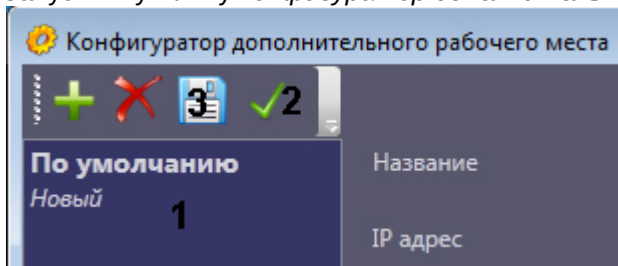 Конфигуратор дополнительного рабочего места
3 2
По умолчанию
Название
Новый
1
IP адрес